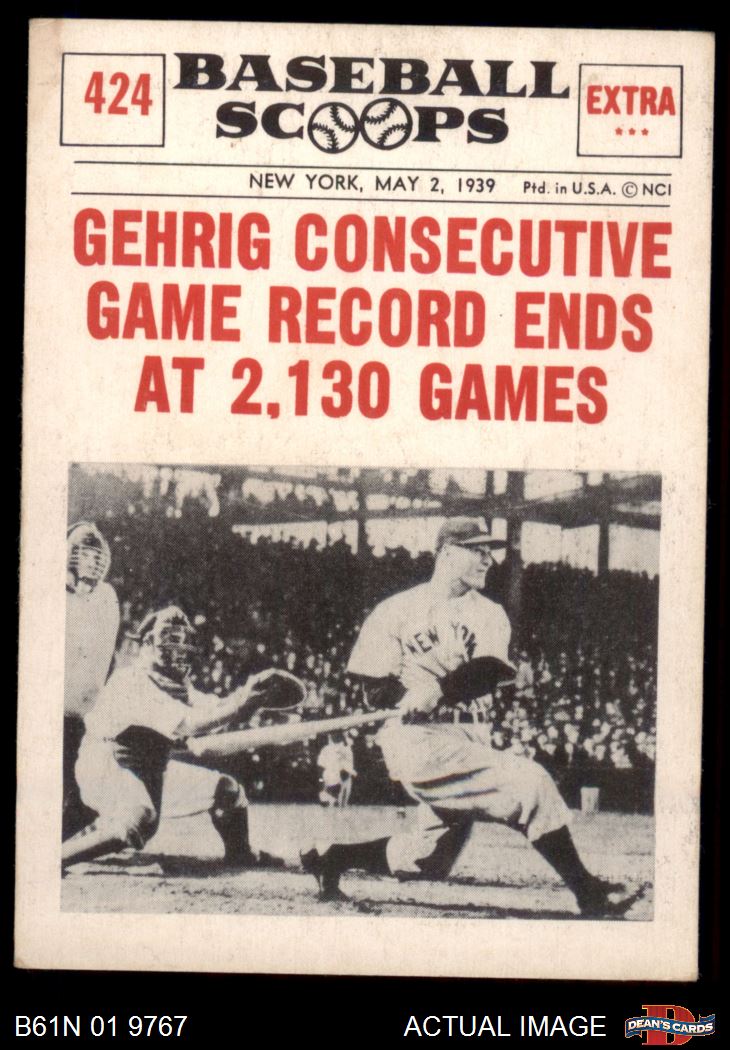 424
BASEBALL
SCOOPS
EXTRA
***
NEW YORK, MAY 2, 1939 Ptd. in U.S.A. © NCI
GEHRIG CONSECUTIVE
GAME RECORD ENDS
AT 2,130 GAMES
NEW YORK
B61N 01 9767
ACTUAL IMAGE
D
DEAN'S CARDS